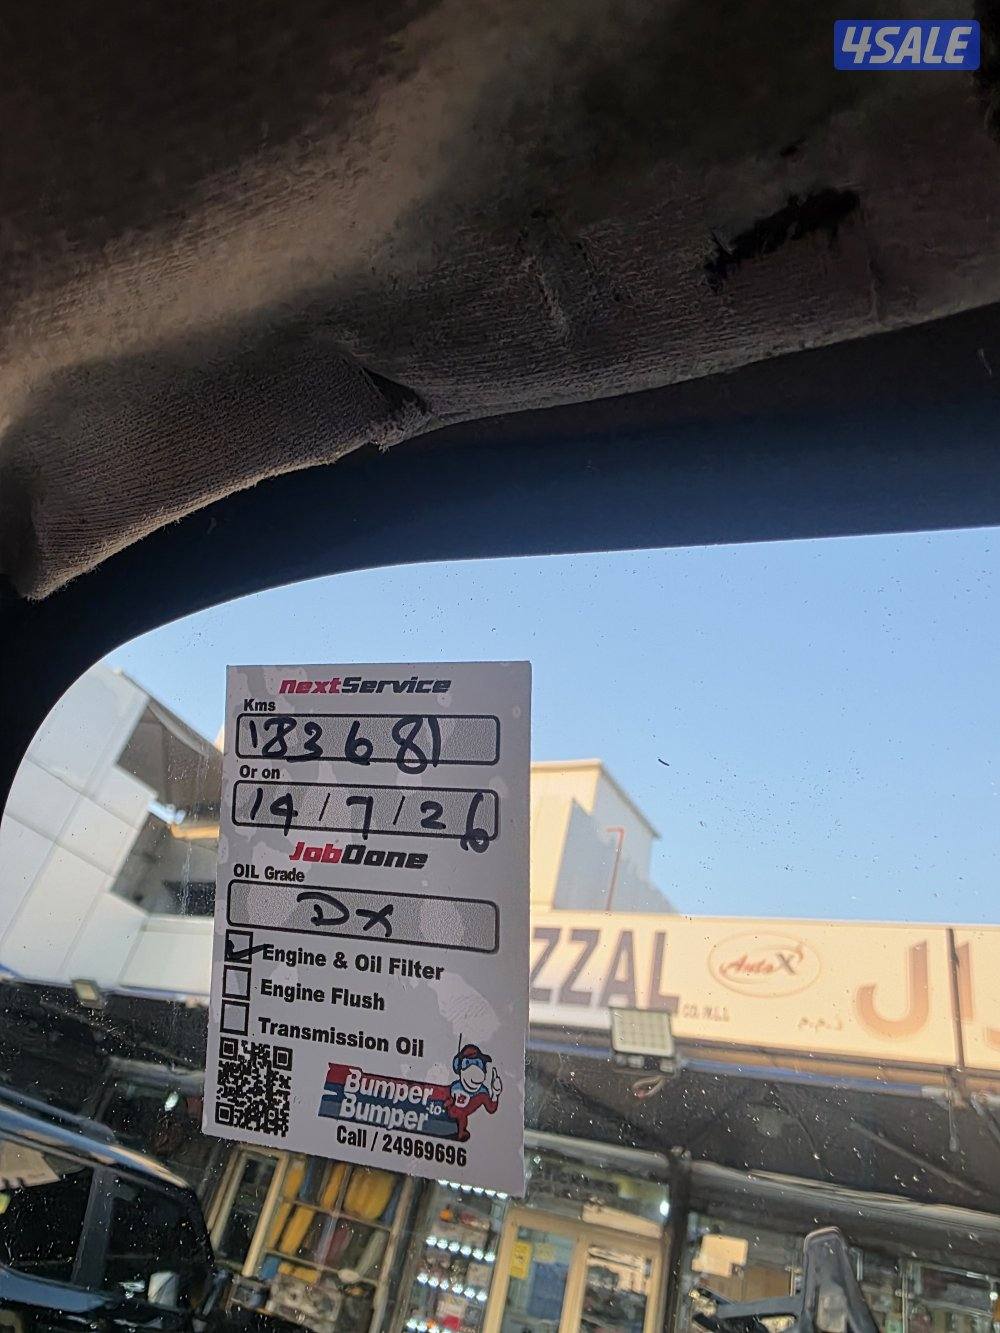 4SALE
nextService
Kms
183681
Or on
14/7/26
JobDone
OIL Grade
DX
Engine & Oil Filter
Engine Flush
Transmission Oil
Bumper
-to-
Bumper
Call / 24969696
ZZAL
AutoX
CO. W.L.L
ذ.م.م